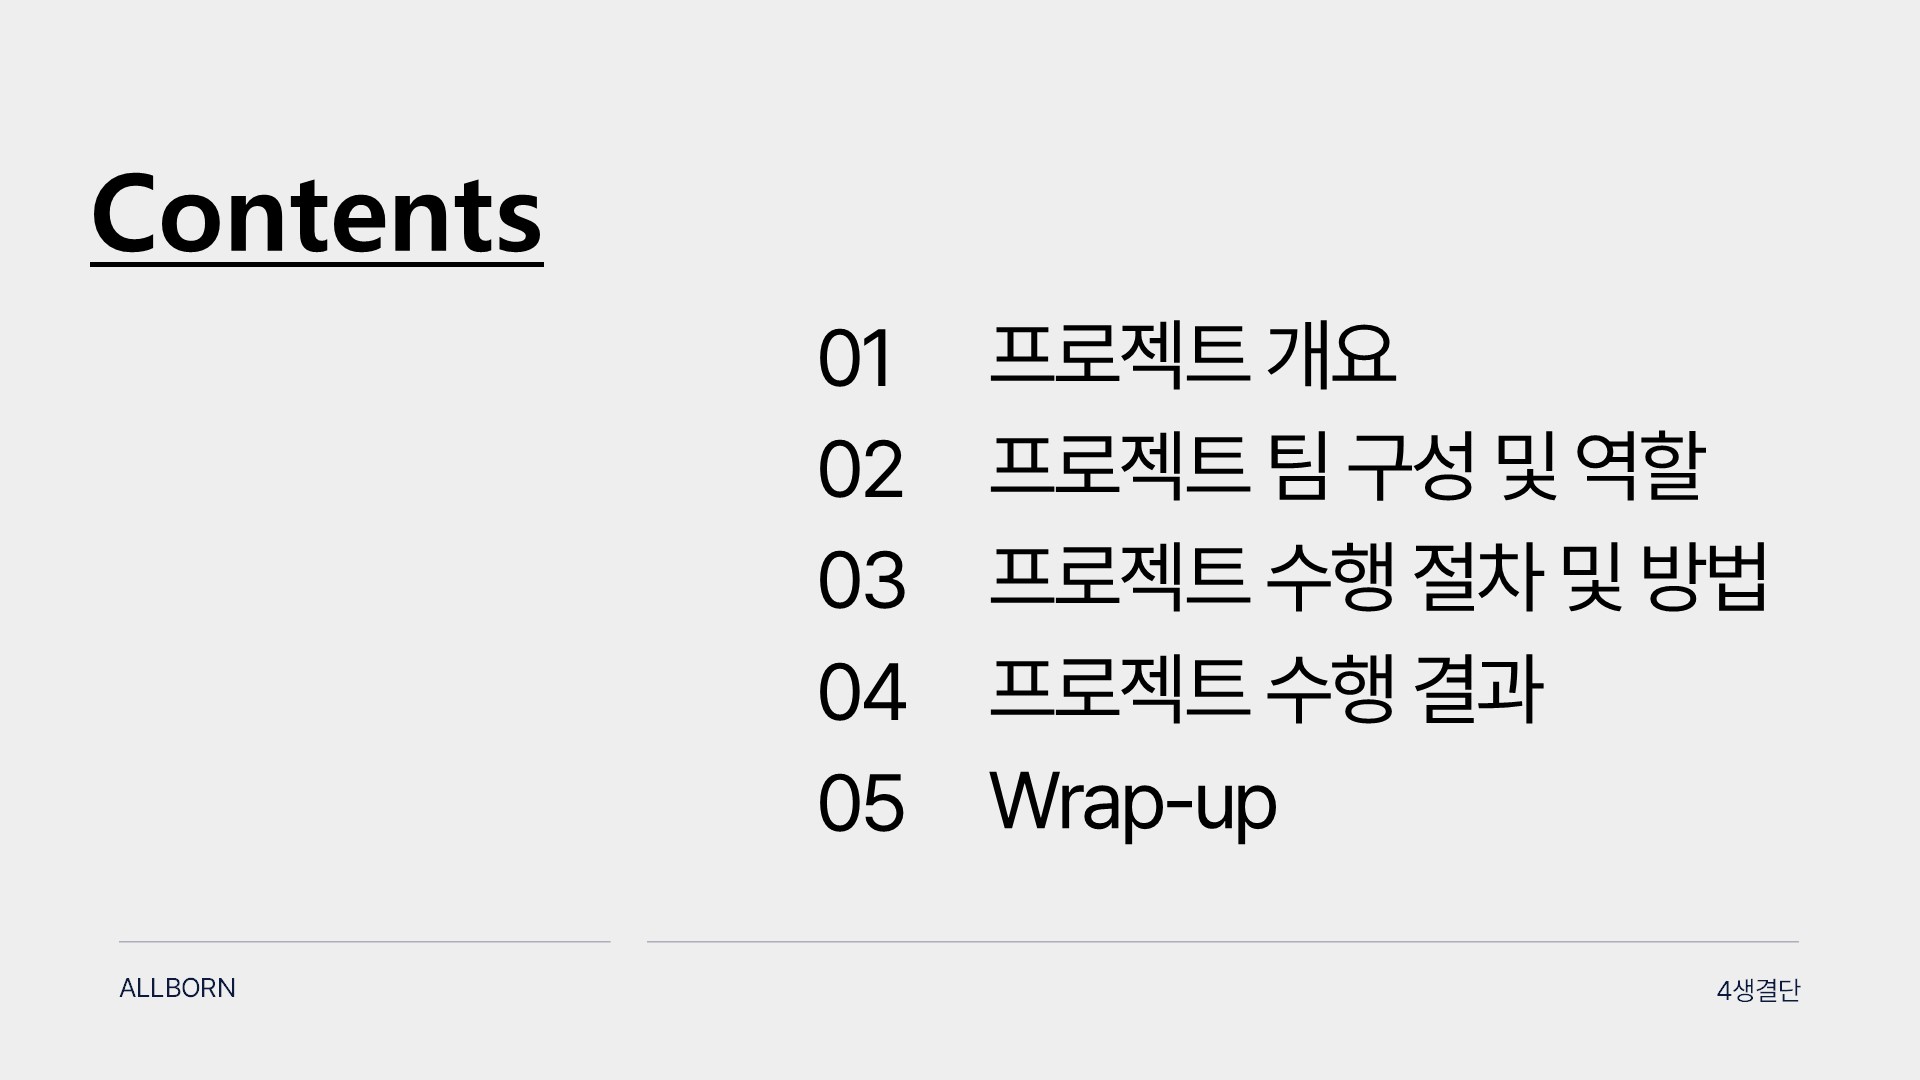 Contents
01 프로젝트 개요
02 프로젝트 팀 구성 및 역할
03 프로젝트 수행 절차 및 방법
04 프로젝트 수행 결과
05 Wrap-up
ALLBORN
4생결단